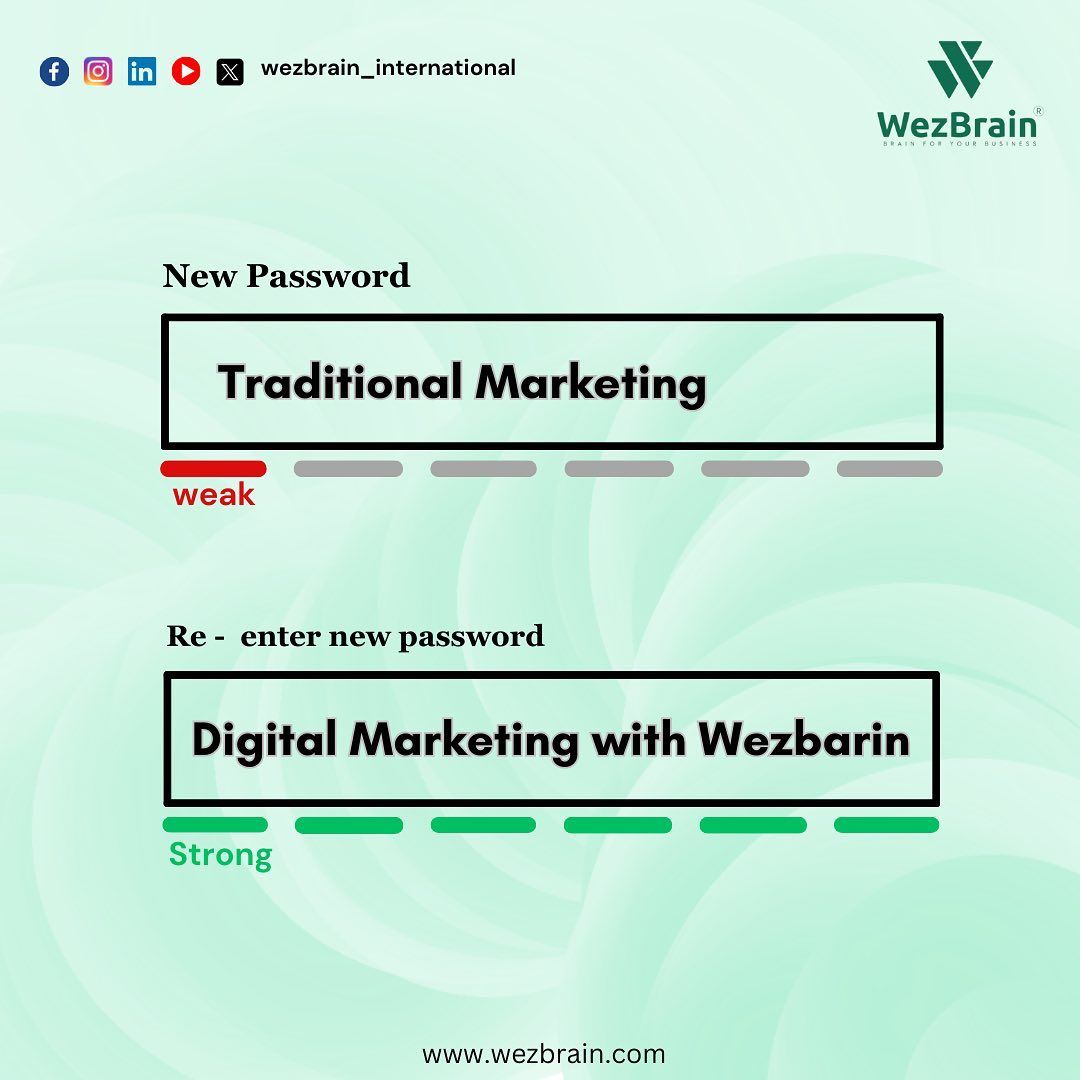 wezbrain_international
WezBrain®
BRAIN FOR YOUR BUSINESS
New Password
Traditional Marketing
weak
Re - enter new password
Digital Marketing with Wezbarin
Strong
www.wezbrain.com